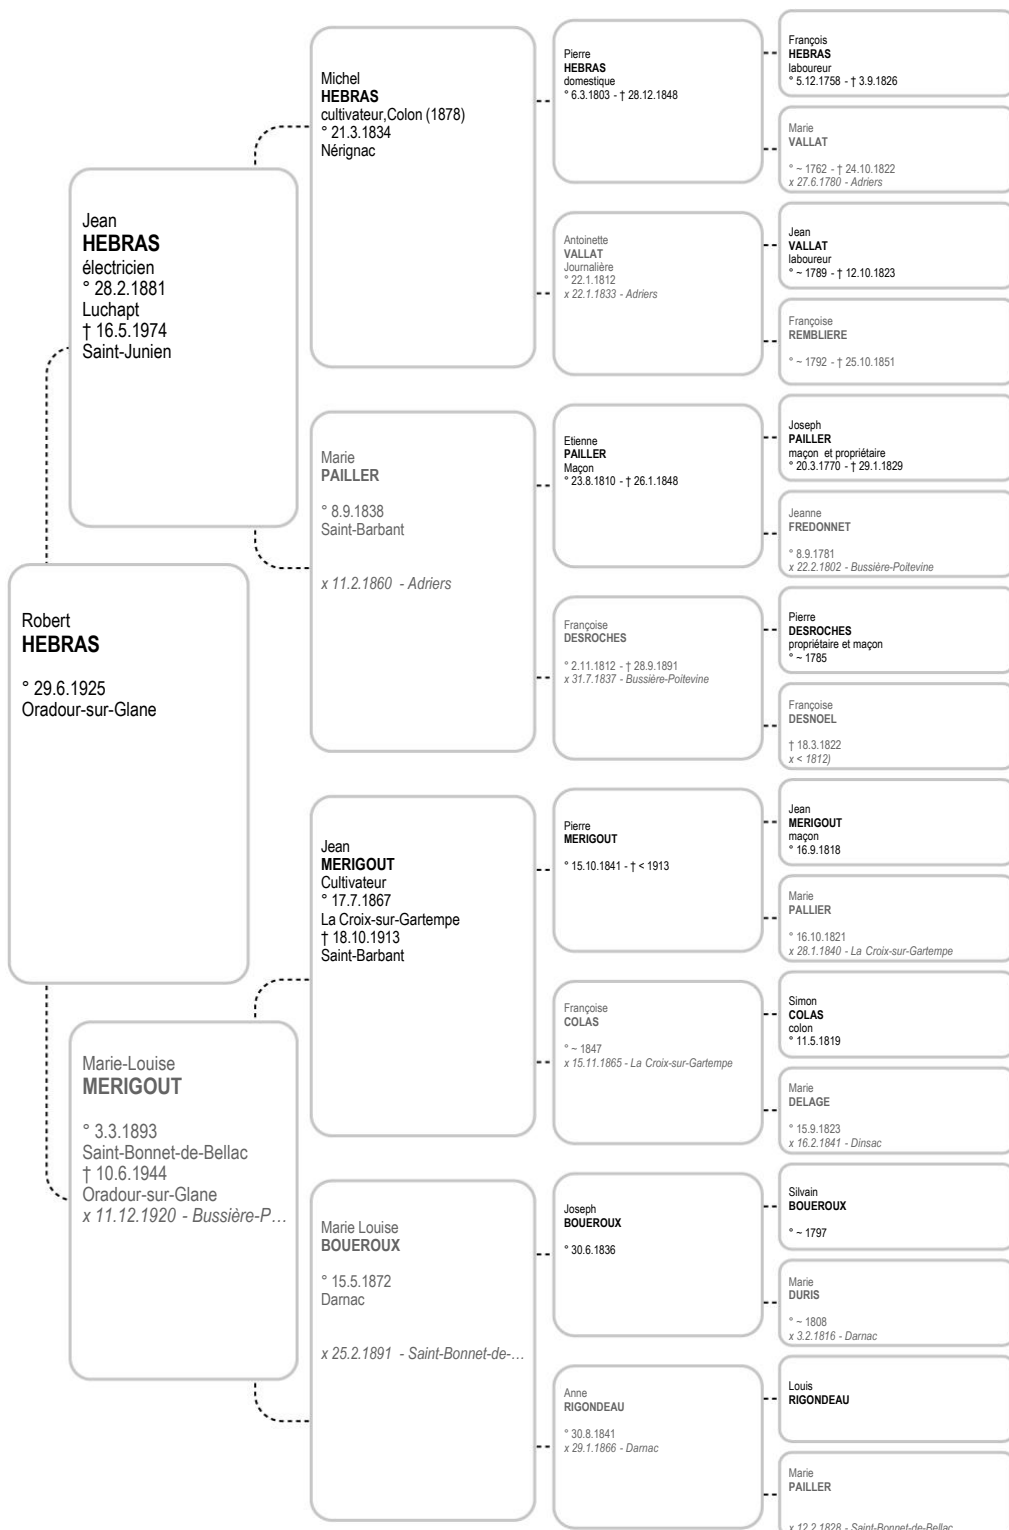 Robert
HEBRAS
° 29.6.1925
Oradour-sur-Glane
Jean
HEBRAS
électricien
° 28.2.1881
Luchapt
† 16.5.1974
Saint-Junien
Marie-Louise
MERIGOUT
° 3.3.1893
Saint-Bonnet-de-Bellac
† 10.6.1944
Oradour-sur-Glane
x 11.12.1920 - Bussière-P…
Michel
HEBRAS
cultivateur,Colon (1878)
° 21.3.1834
Nérignac
Marie
PAILLER
° 8.9.1838
Saint-Barbant
x 11.2.1860 - Adriers
Jean
MERIGOUT
Cultivateur
° 17.7.1867
La Croix-sur-Gartempe
† 18.10.1913
Saint-Barbant
Marie Louise
BOUEROUX
° 15.5.1872
Darnac
x 25.2.1891 - Saint-Bonnet-de-…
Pierre
HEBRAS
domestique
° 6.3.1803 - † 28.12.1848
Antoinette
VALLAT
Journalière
° 22.1.1812
x 22.1.1833 - Adriers
Etienne
PAILLER
Maçon
° 23.8.1810 - † 26.1.1848
Françoise
DESROCHES
° 2.11.1812 - † 28.9.1891
x 31.7.1837 - Bussière-Poitevine
Pierre
MERIGOUT
° 15.10.1841 - † < 1913
Françoise
COLAS
° ~ 1847
x 15.11.1865 - La Croix-sur-Gartempe
Joseph
BOUEROUX
° 30.6.1836
Anne
RIGONDEAU
° 30.8.1841
x 29.1.1866 - Darnac
François
HEBRAS
laboureur
° 5.12.1758 - † 3.9.1826
Marie
VALLAT
° ~ 1762 - † 24.10.1822
x 27.6.1780 - Adriers
Jean
VALLAT
laboureur
° ~ 1789 - † 12.10.1823
Françoise
REMBLIERE
° ~ 1792 - † 25.10.1851
Joseph
PAILLER
maçon et propriétaire
° 20.3.1770 - † 29.1.1829
Jeanne
FREDONNET
° 8.9.1781
x 22.2.1802 - Bussière-Poitevine
Pierre
DESROCHES
propriétaire et maçon
° ~ 1785
Françoise
DESNOEL
† 18.3.1822
x < 1812)
Jean
MERIGOUT
maçon
° 16.9.1818
Marie
PALLIER
° 16.10.1821
x 28.1.1840 - La Croix-sur-Gartempe
Simon
COLAS
colon
° 11.5.1819
Marie
DELAGE
° 15.9.1823
x 16.2.1841 - Dinsac
Silvain
BOUEROUX
° ~ 1797
Marie
DURIS
° ~ 1808
x 3.2.1816 - Darnac
Louis
RIGONDEAU
Marie
PAILLER
x 12.2.1828 - Saint-Bonnet-de-Bellac